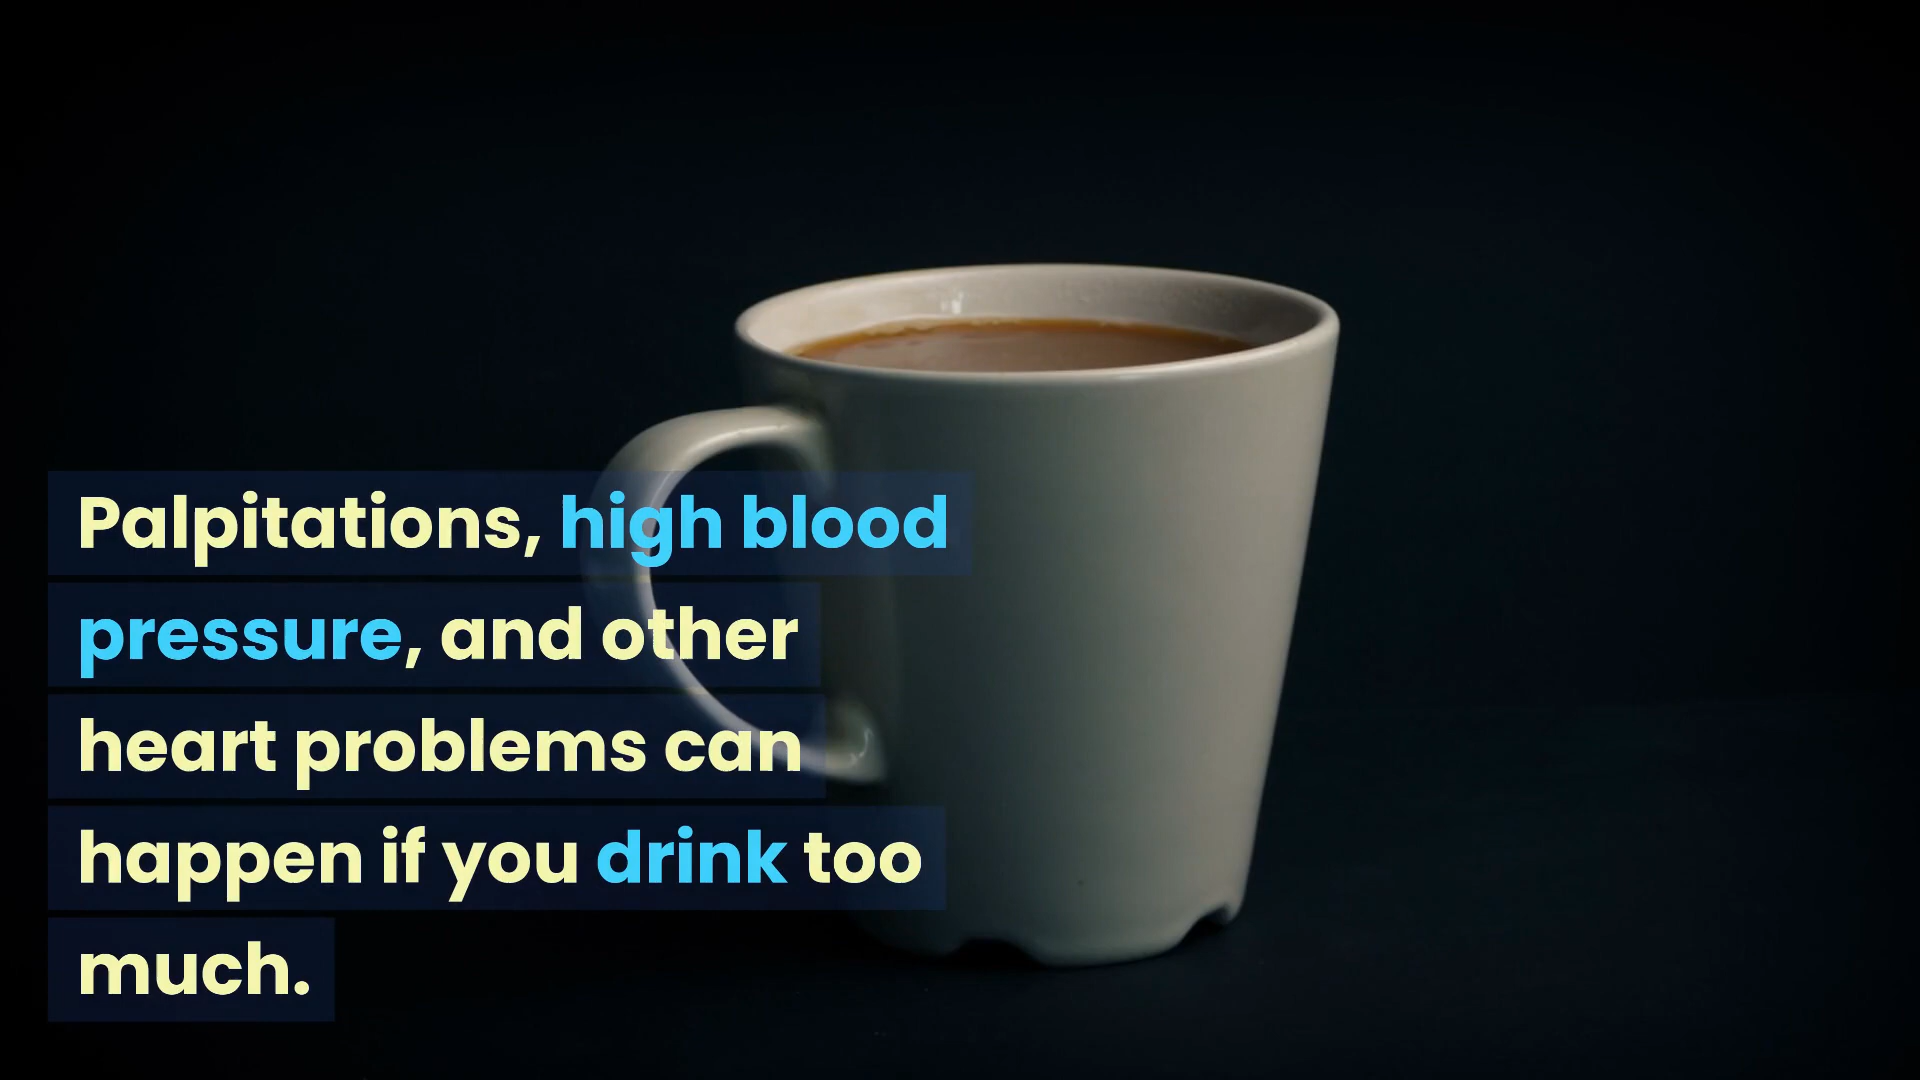 Palpitations, high blood
pressure, and other
heart problems can
happen if you drink too
much.